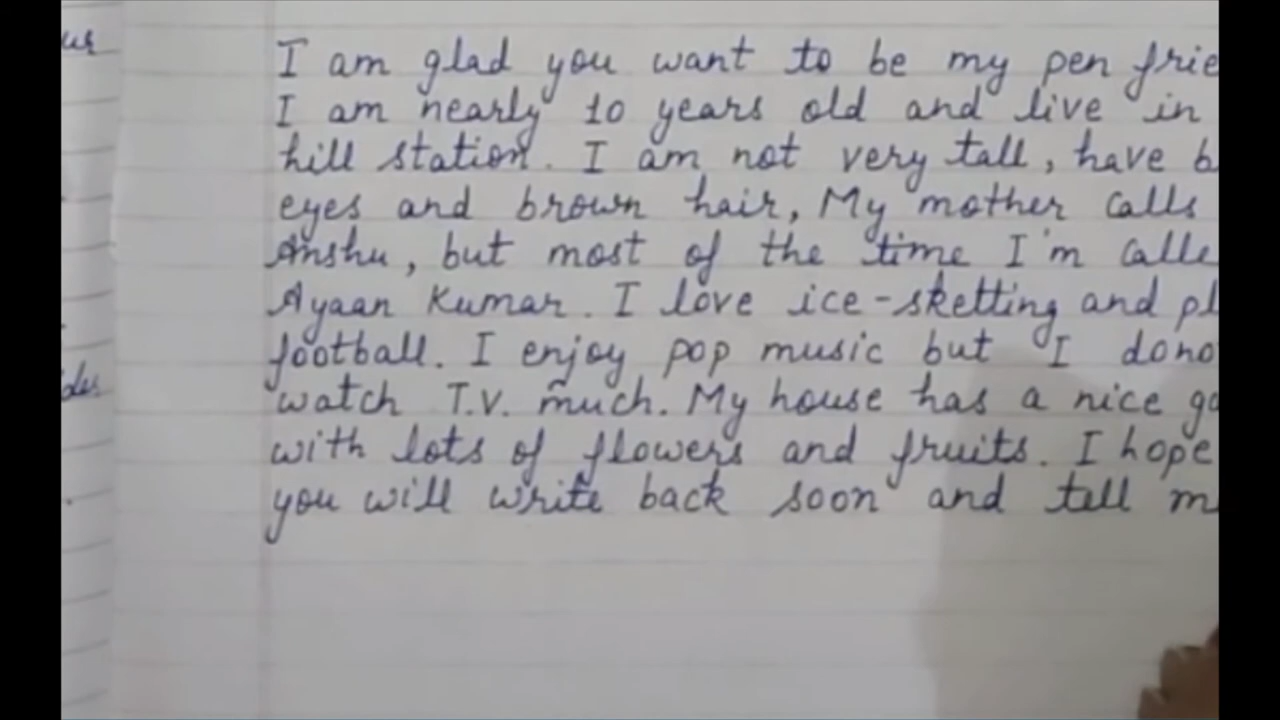 us
I am glad you want to be my pen frie
I am nearly 10 years old and live in
hill station. I am not very tall, have b
eyes and brown hair, My mother calls
Anshu, but most of the time I'm calle
Ayaan Kumar. I love ice-sketting and pl
football. I enjoy pop music but I dono
des
watch T.V. much. My house has a nice ga
with lots of flowers and fruits. I hope
you will write back soon and tell m